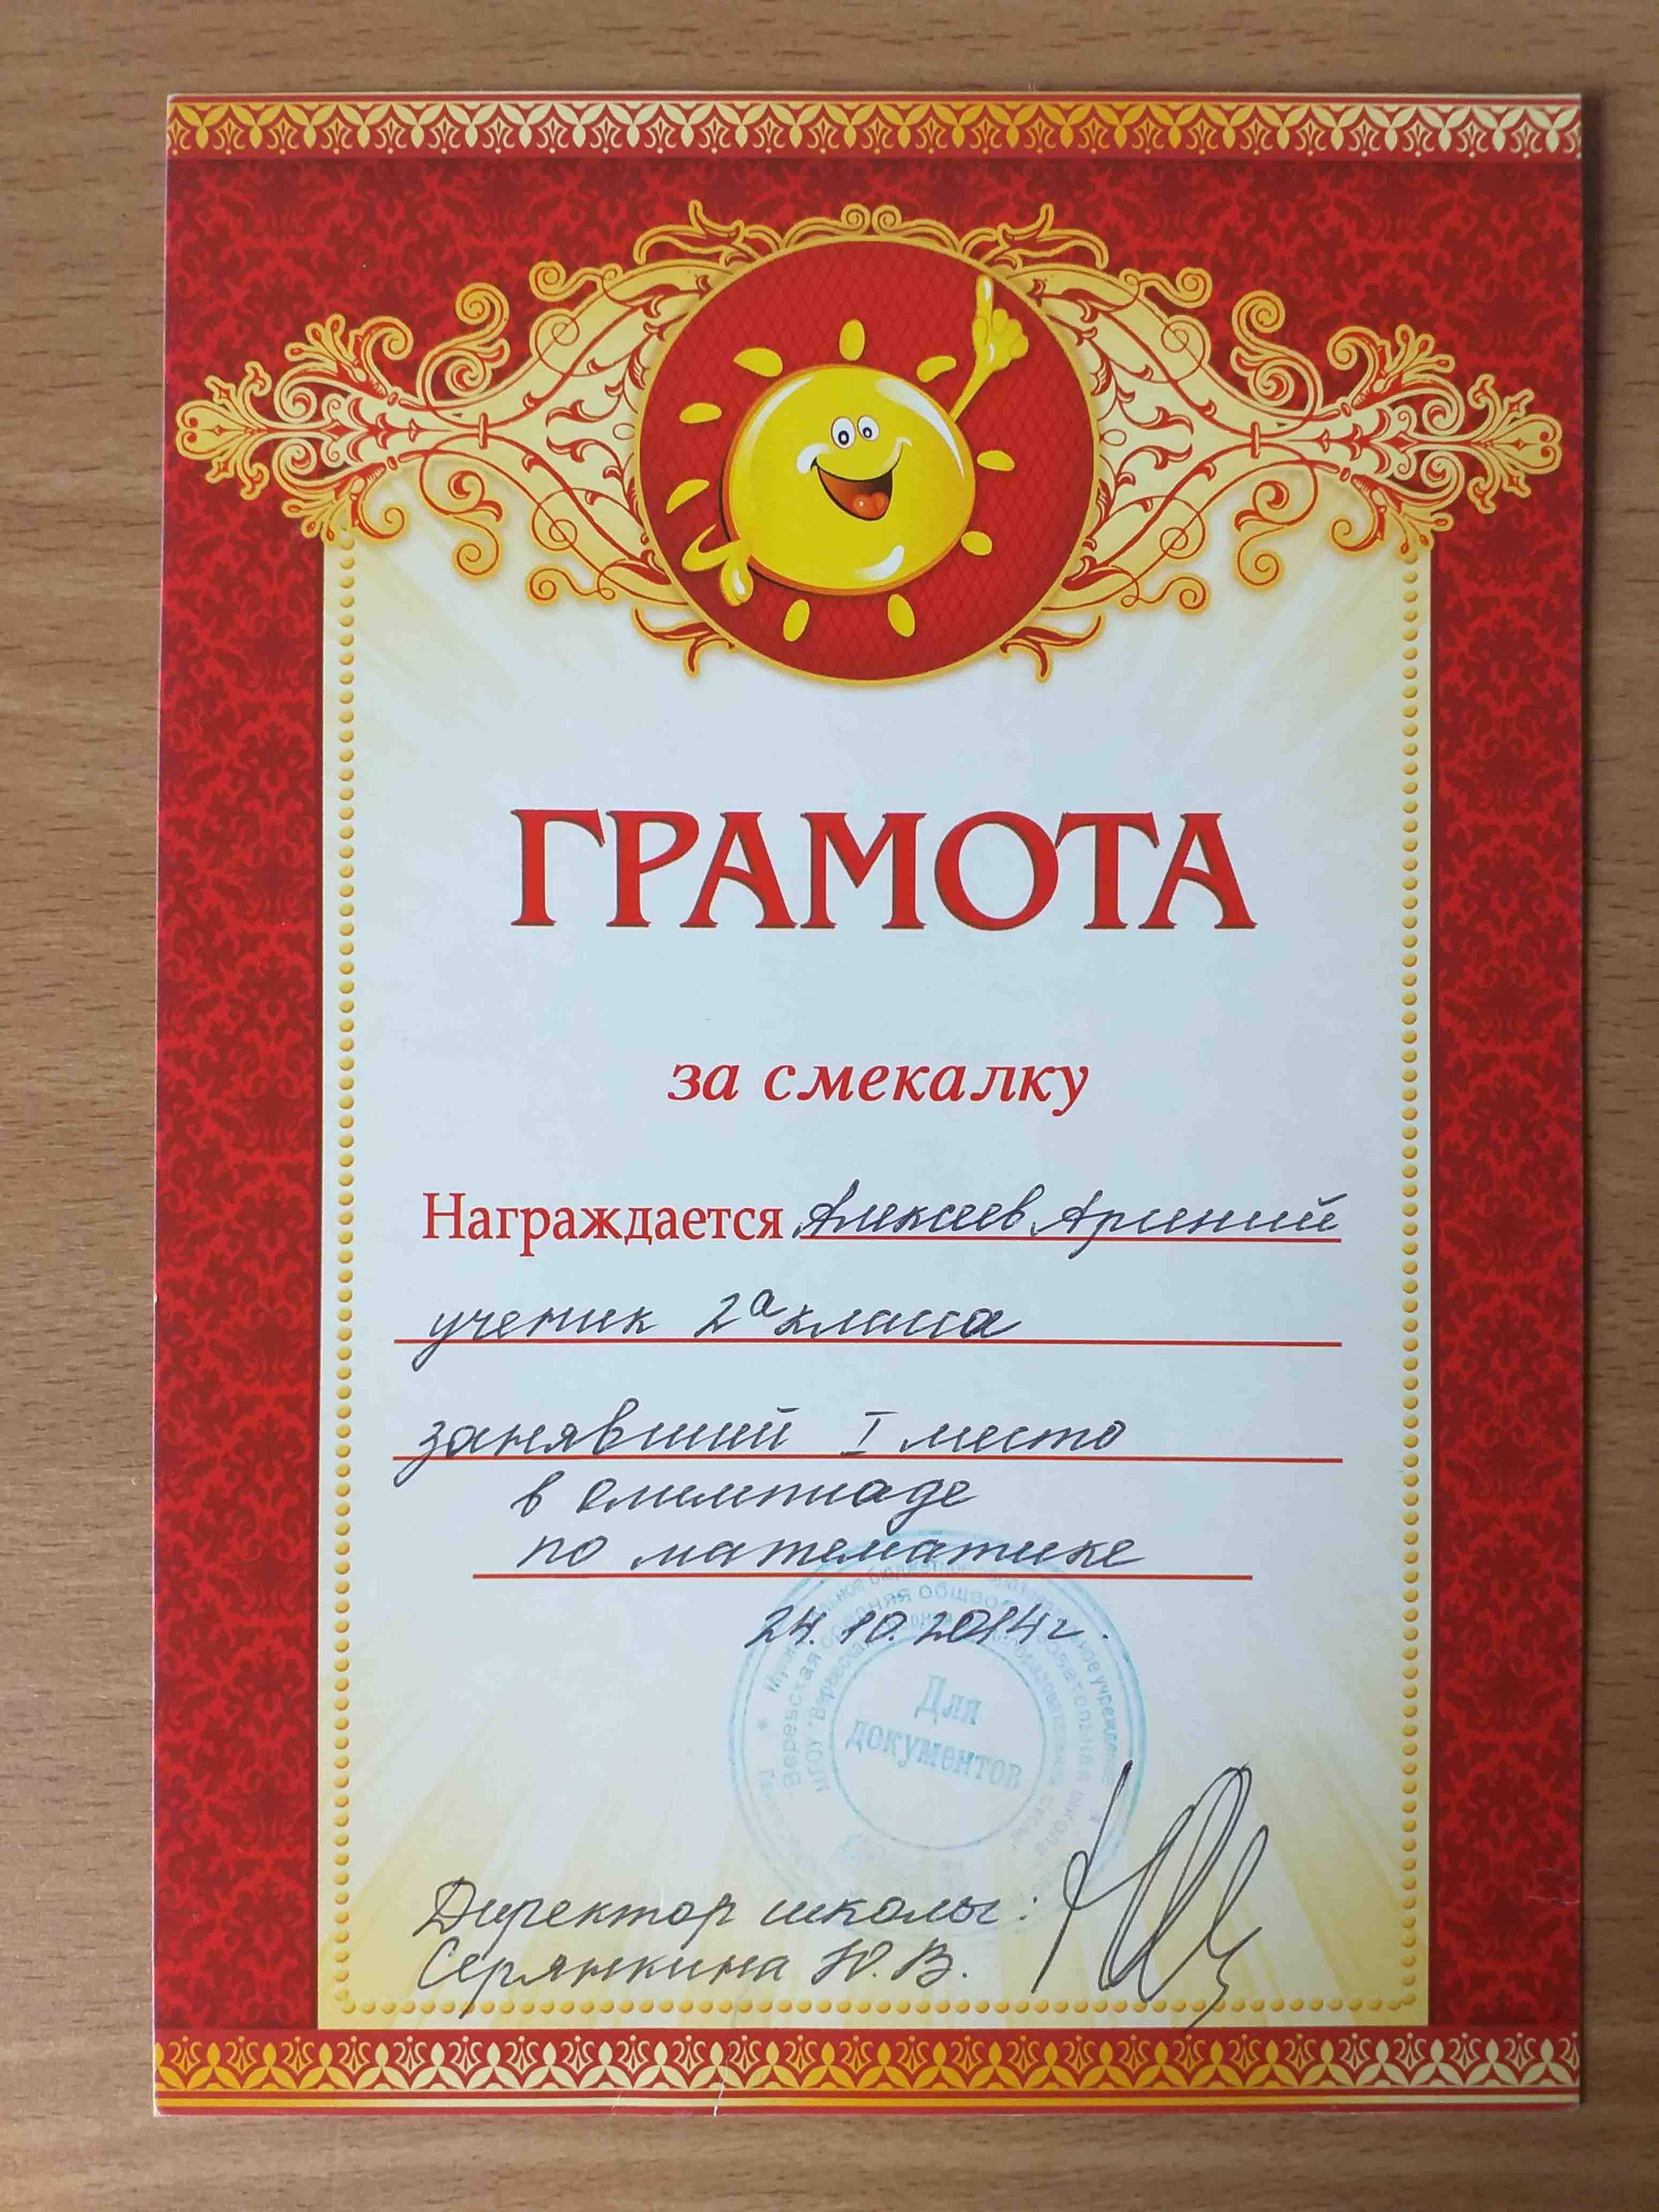 ГРАМОТА
за смекалку
Награждается Алексеев Арсений
ученик 2а класса
занявший I место
в олимпиаде
по математике
24.10.2014г.
Для
документов
Директор школы:
Серянкина Ю.В.